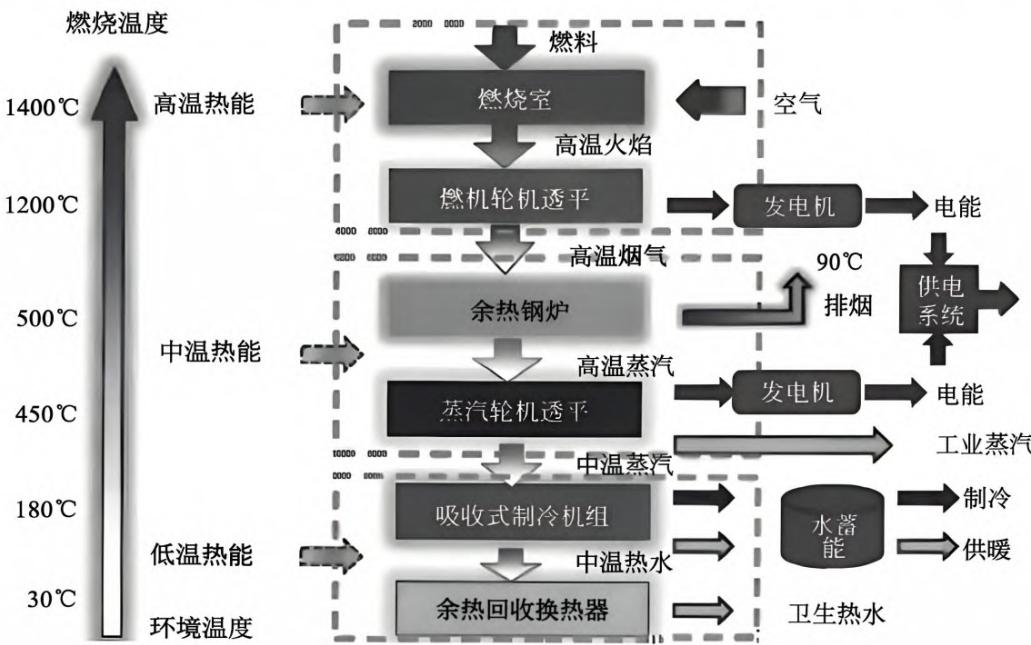 燃烧温度
燃料
1400℃
高温热能
燃烧室
空气
高温火焰
1200℃
燃机轮机透平
发电机
电能
高温烟气
90℃
500℃
余热钢炉
排烟
供电
系统
中温热能
高温蒸汽
450℃
蒸汽轮机透平
发电机
电能
中温蒸汽
工业蒸汽
180℃
吸收式制冷机组
制冷
水蓄
能
低温热能
中温热水
供暖
30℃
余热回收换热器
卫生热水
环境温度